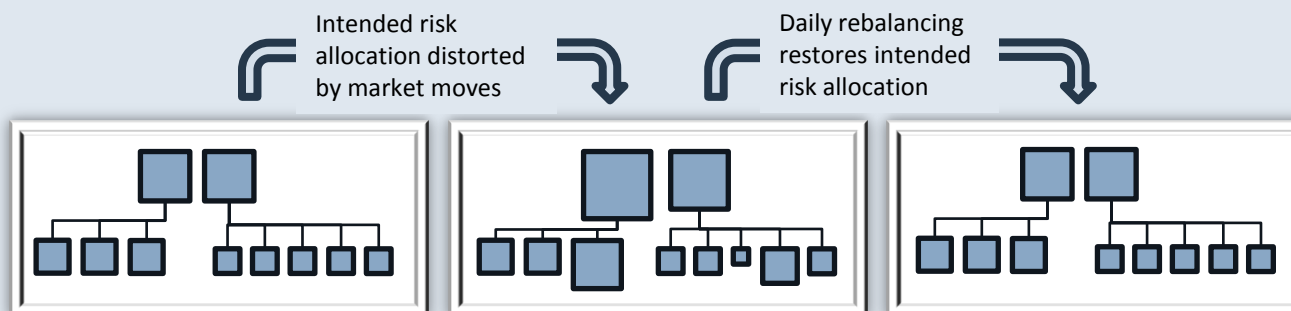 Intended risk
allocation distorted
by market moves
Daily rebalancing
restores intended
risk allocation